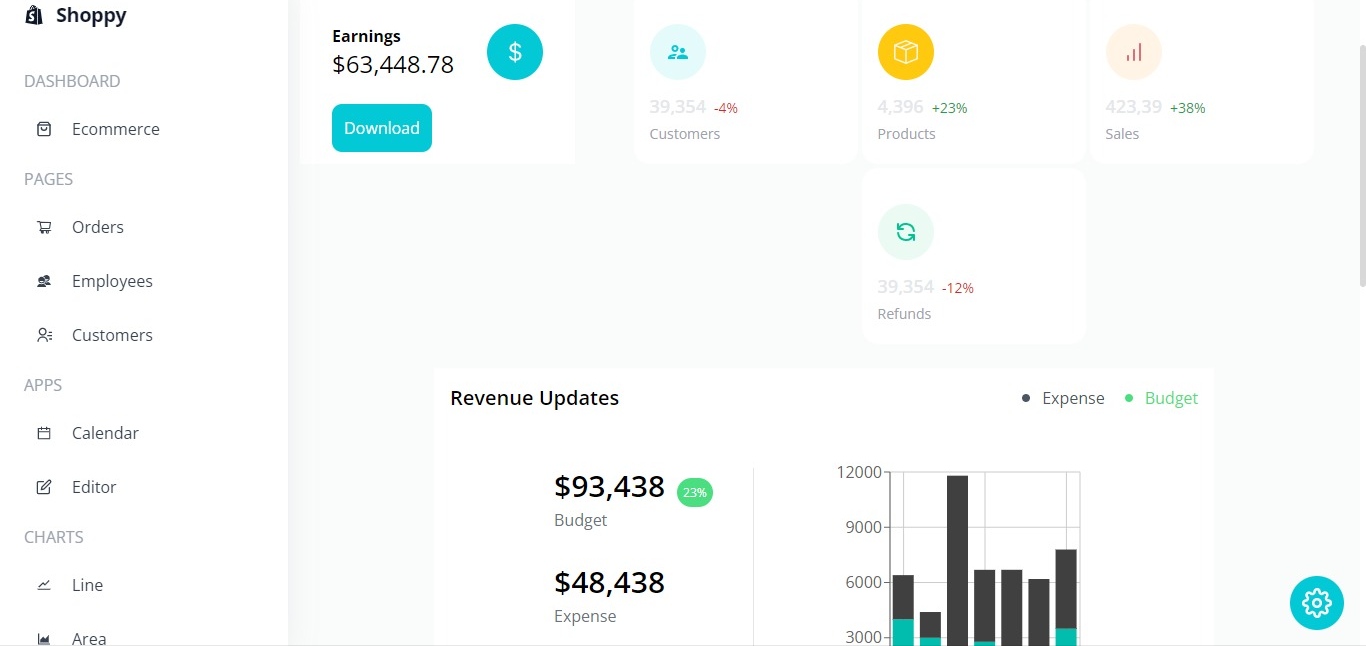 Shoppy
DASHBOARD
Ecommerce
PAGES
Orders
Employees
Customers
APPS
Calendar
Editor
CHARTS
Line
Area
Earnings
$63,448.78
$
Download
39,354 -4%
Customers
4,396 +23%
Products
423,39 +38%
Sales
39,354 -12%
Refunds
Revenue Updates
Expense
Budget
$93,438 23%
Budget
$48,438
Expense
12000
9000
6000
3000